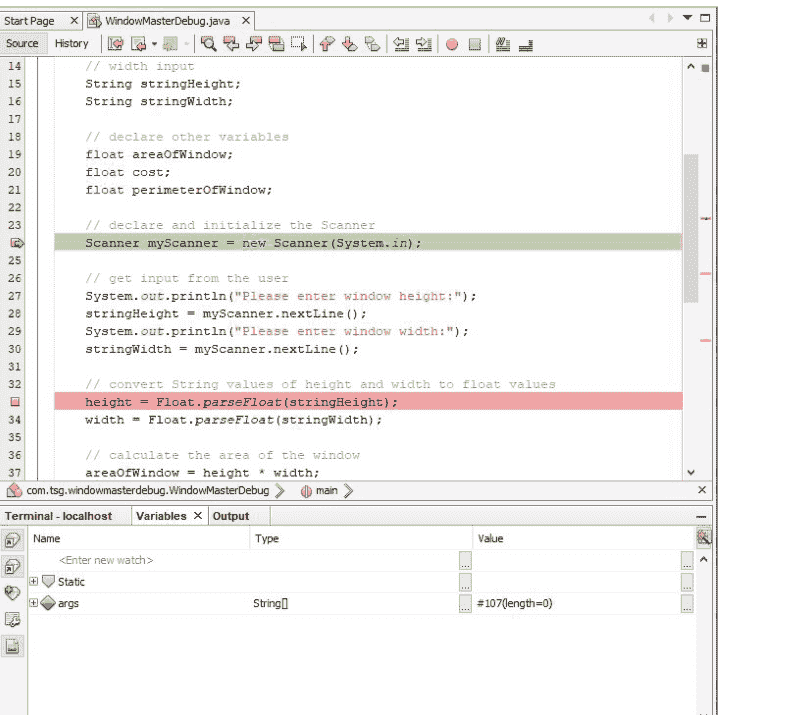 Start Page
WindowMasterDebug.java
Source History
14 // width input
15 String stringHeight;
16 String stringWidth;
17
18 // declare other variables
19 float areaOfWindow;
20 float cost;
21 float perimeterOfWindow;
22
23 // declare and initialize the Scanner
Scanner myScanner = new Scanner(System.in);
25
26 // get input from the user
27 System.out.println("Please enter window height:");
28 stringHeight = myScanner.nextLine();
29 System.out.println("Please enter window width:");
30 stringWidth = myScanner.nextLine();
31
32 // convert String values of height and width to float values
height = Float.parseFloat(stringHeight);
34 width = Float.parseFloat(stringWidth);
35
36 // calculate the area of the window
37 areaOfWindow = height * width;
com.tsg.windowmasterdebug.WindowMasterDebug main
Terminal - localhost Variables Output
Name Type Value
<Enter new watch> ... ...
Static ... ...
args String[] ... #107(length=0) ...